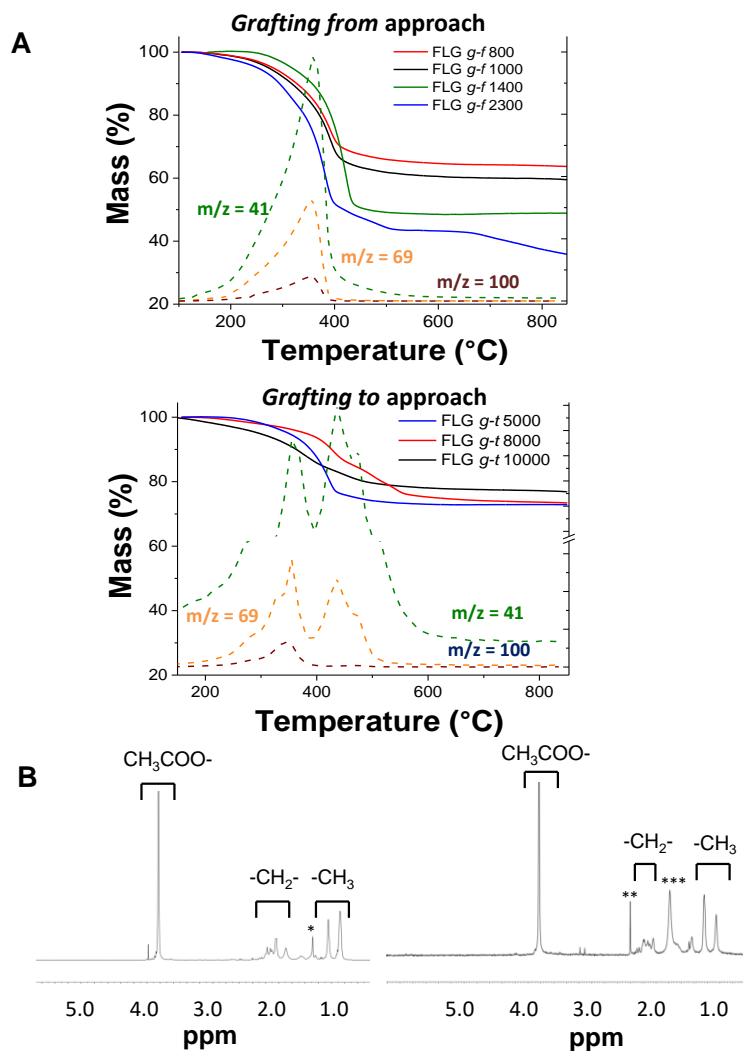 A
Grafting from approach
FLG g-f 800
FLG g-f 1000
FLG g-f 1400
FLG g-f 2300
100
80
60
40
20
Mass (%)
m/z = 41
m/z = 69
m/z = 100
200 400 600 800
Temperature (°C)
Grafting to approach
FLG g-t 5000
FLG g-t 8000
FLG g-t 10000
100
80
60
40
20
Mass (%)
m/z = 69
m/z = 41
m/z = 100
200 400 600 800
Temperature (°C)
B
CH3COO-
-CH2-
-CH3
*
5.0 4.0 3.0 2.0 1.0
ppm
CH3COO-
-CH2-
-CH3
**
***
5.0 4.0 3.0 2.0 1.0
ppm